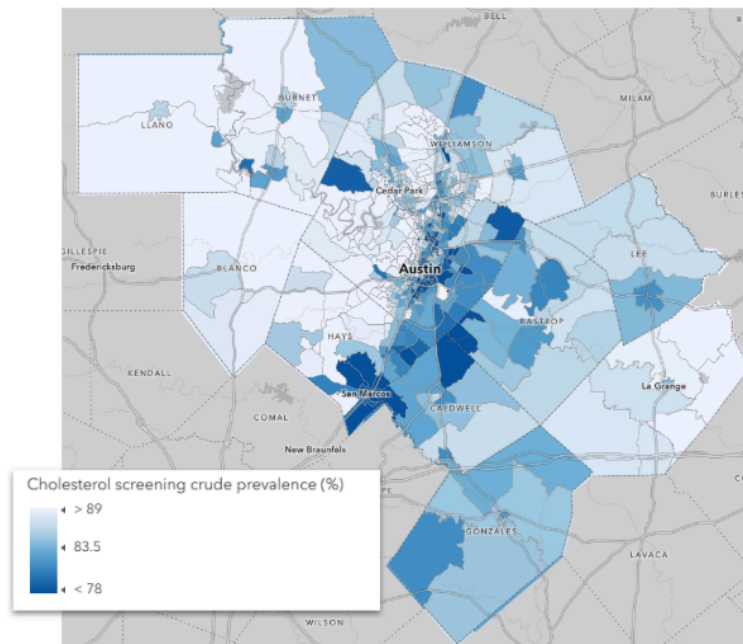 BELL
MILAM
BURNET
LLANO
WILLIAMSON
Cedar Park
BURLES
GILLESPIE
Fredericksburg
BLANCO
Austin
LEE
BASTROP
HAYS
KENDALL
San Marcos
La Grange
COMAL
CALDWELL
New Braunfels
GONZALES
LAVACA
WILSON
Cholesterol screening crude prevalence (%)
> 89
83.5
< 78